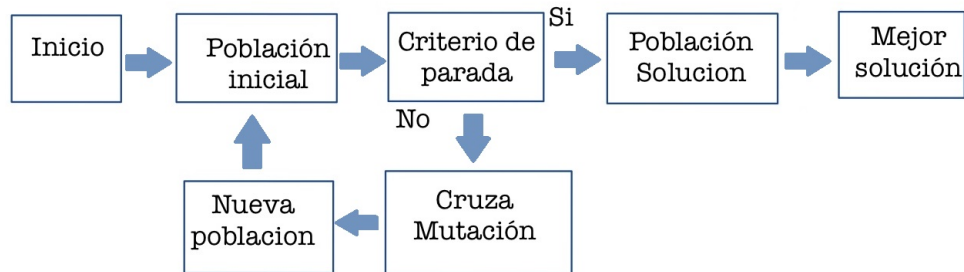 Inicio
Población
inicial
Criterio de
parada
Si
Población
Solucion
Mejor
solución
No
Cruza
Mutación
Nueva
poblacion